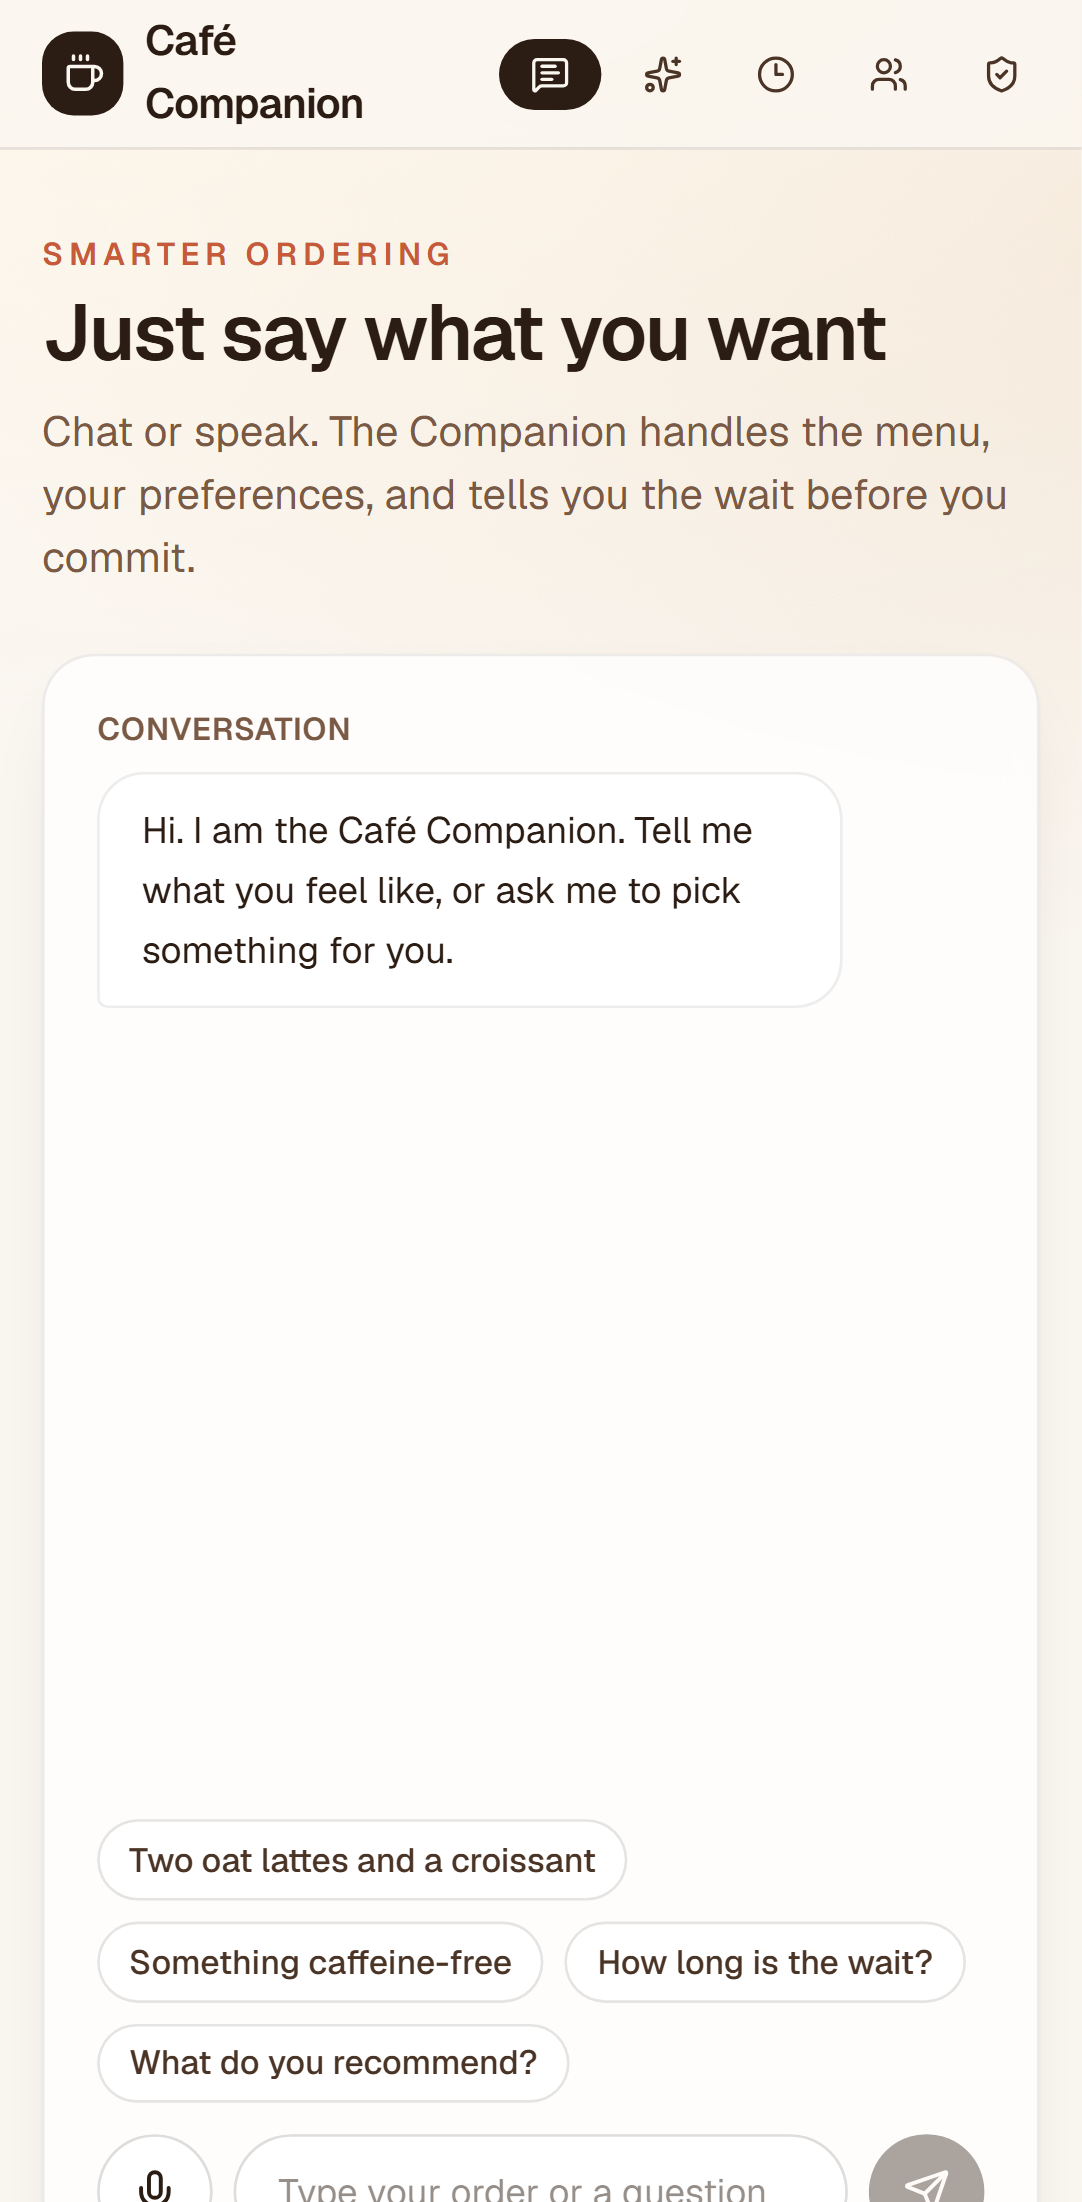 Café
Companion
SMARTER ORDERING
Just say what you want
Chat or speak. The Companion handles the menu,
your preferences, and tells you the wait before you
commit.
CONVERSATION
Hi. I am the Café Companion. Tell me
what you feel like, or ask me to pick
something for you.
Two oat lattes and a croissant
Something caffeine-free
How long is the wait?
What do you recommend?
Type your order or a question